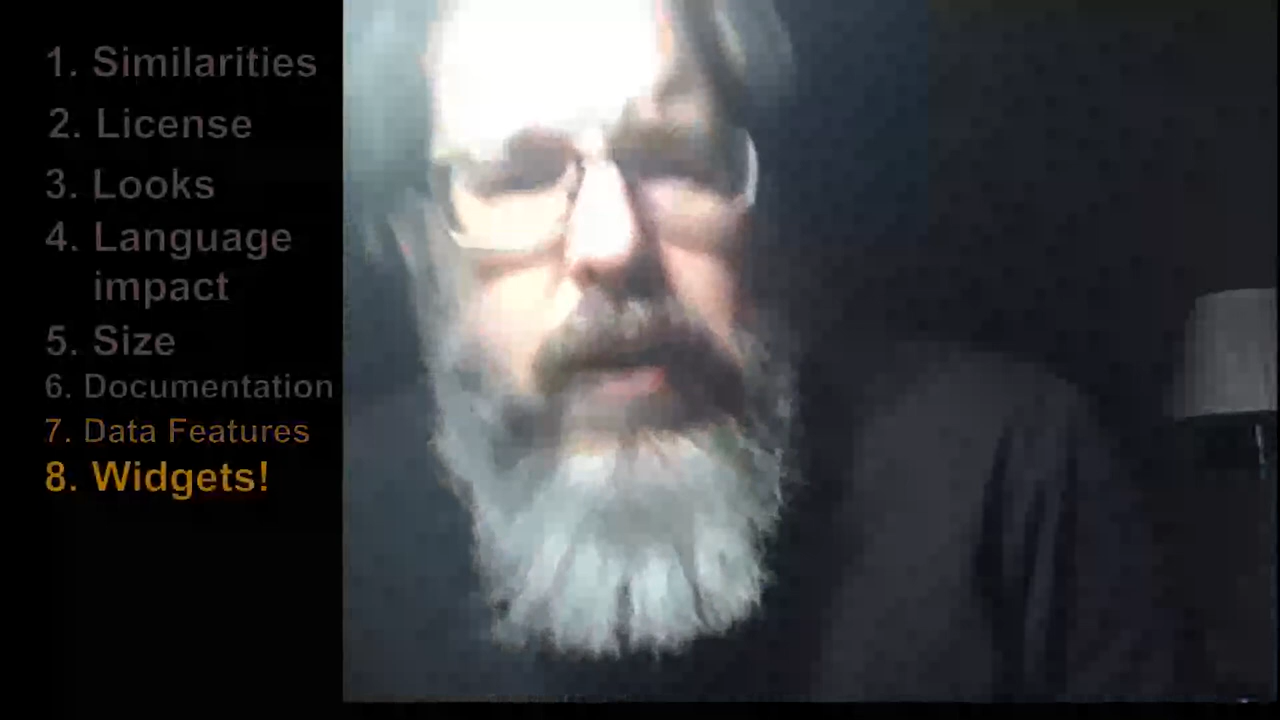 1. Similarities
2. License
3. Looks
4. Language
impact
5. Size
6. Documentation
7. Data Features
8. Widgets!